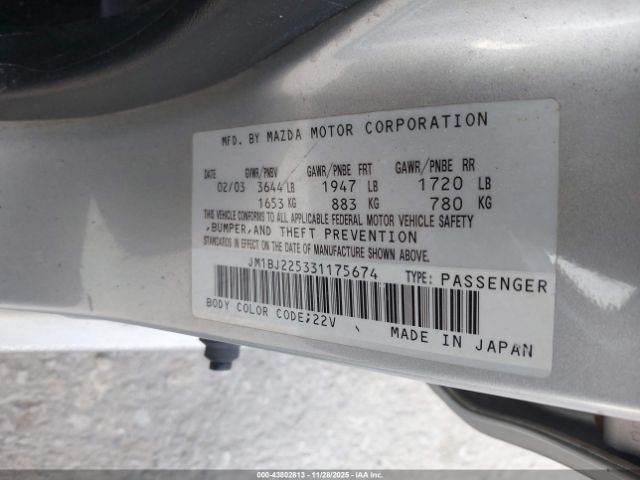 MFD. BY MAZDA MOTOR CORPORATION
DATE GVWR/PNBV GAWR/PNBE FRT GAWR/PNBE RR
02/03 3644 LB 1947 LB 1720 LB
1653 KG 883 KG 780 KG
THIS VEHICLE CONFORMS TO ALL APPLICABLE FEDERAL MOTOR VEHICLE SAFETY
,BUMPER,AND THEFT PREVENTION
STANDARDS IN EFFECT ON THE DATE OF MANUFACTURE SHOWN ABOVE.
JM1BJ225331175674 TYPE: PASSENGER
BODY COLOR CODE;22V
MADE IN JAPAN
000-43802613 | 11/28/2025 | IAAI.COM